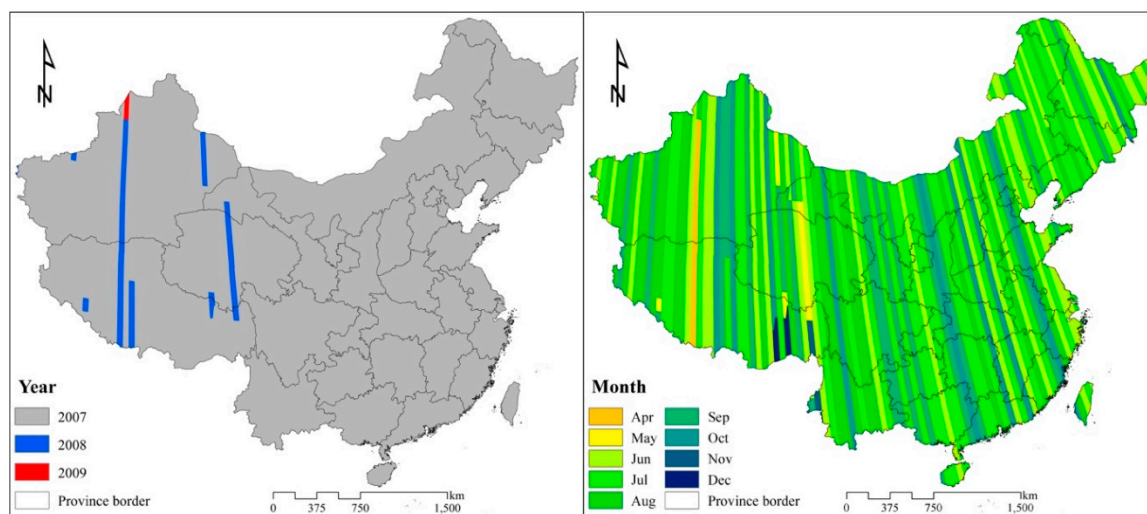 N
Year
2007
2008
2009
Province border
km
0 375 750 1,500
N
Month
Apr
May
Jun
Jul
Aug
Sep
Oct
Nov
Dec
Province border
km
0 375 750 1,500